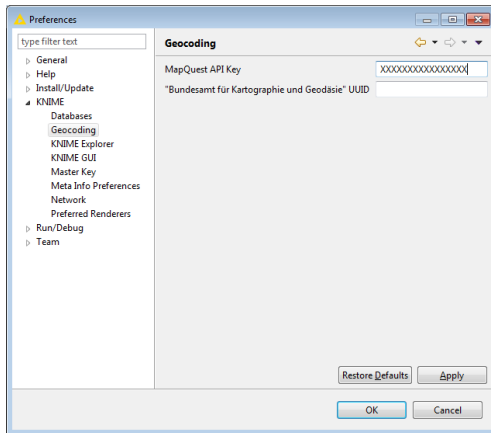 Preferences
type filter text
General
Help
Install/Update
KNIME
Databases
Geocoding
KNIME Explorer
KNIME GUI
Master Key
Meta Info Preferences
Network
Preferred Renderers
Run/Debug
Team
Geocoding
MapQuest API Key XXXXXXXXXXXXXXXX
"Bundesamt für Kartographie und Geodäsie" UUID
Restore Defaults Apply
OK Cancel